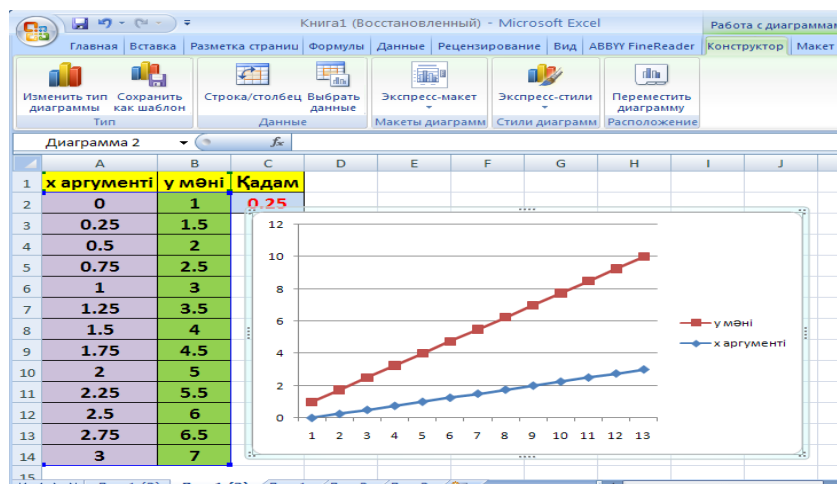 Книга1 (Восстановленный) - Microsoft Excel
Работа с диаграммам
Главная Вставка Разметка страниц Формулы Данные Рецензирование Вид ABBYY FineReader Конструктор Макет
Изменить тип диаграммы
Сохранить как шаблон
Строка/столбец
Выбрать данные
Экспресс-макет
Экспресс-стили
Переместить диаграмму
Тип Данные Макеты диаграмм Стили диаграмм Расположение
Диаграмма 2 fx
A B C D E F G H I J
1 х аргументі у мәні Қадам
2 0 1 0.25
3 0.25 1.5
4 0.5 2
5 0.75 2.5
6 1 3
7 1.25 3.5
8 1.5 4
9 1.75 4.5
10 2 5
11 2.25 5.5
12 2.5 6
13 2.75 6.5
14 3 7
15
12
10
8
6
4
2
0
1 2 3 4 5 6 7 8 9 10 11 12 13
у мәні
х аргументі